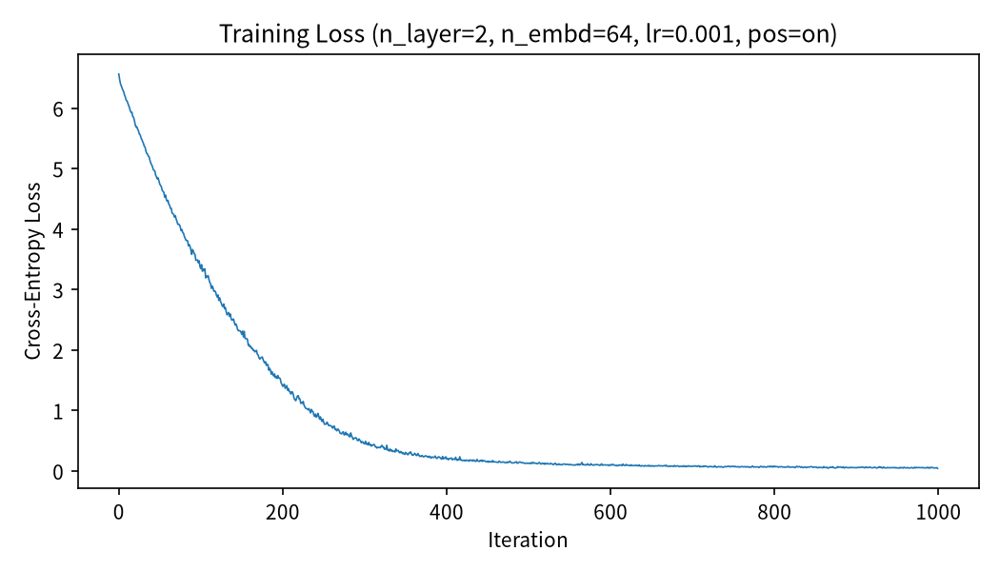 Training Loss (n_layer=2, n_embd=64, lr=0.001, pos=on)
Cross-Entropy Loss
6
5
4
3
2
1
0
0 200 400 600 800 1000
Iteration